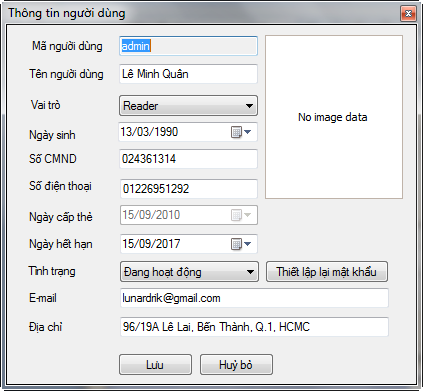 Thông tin người dùng
Mã người dùng admin
Tên người dùng Lê Minh Quân
Vai trò Reader
No image data
Ngày sinh 13/03/1990
Số CMND 024361314
Số điện thoại 01226951292
Ngày cấp thẻ 15/09/2010
Ngày hết hạn 15/09/2017
Tình trạng Đang hoạt động Thiết lập lại mật khẩu
E-mail lunardrik@gmail.com
Địa chỉ 96/19A Lê Lai, Bến Thành, Q.1, HCMC
Lưu Huỷ bỏ